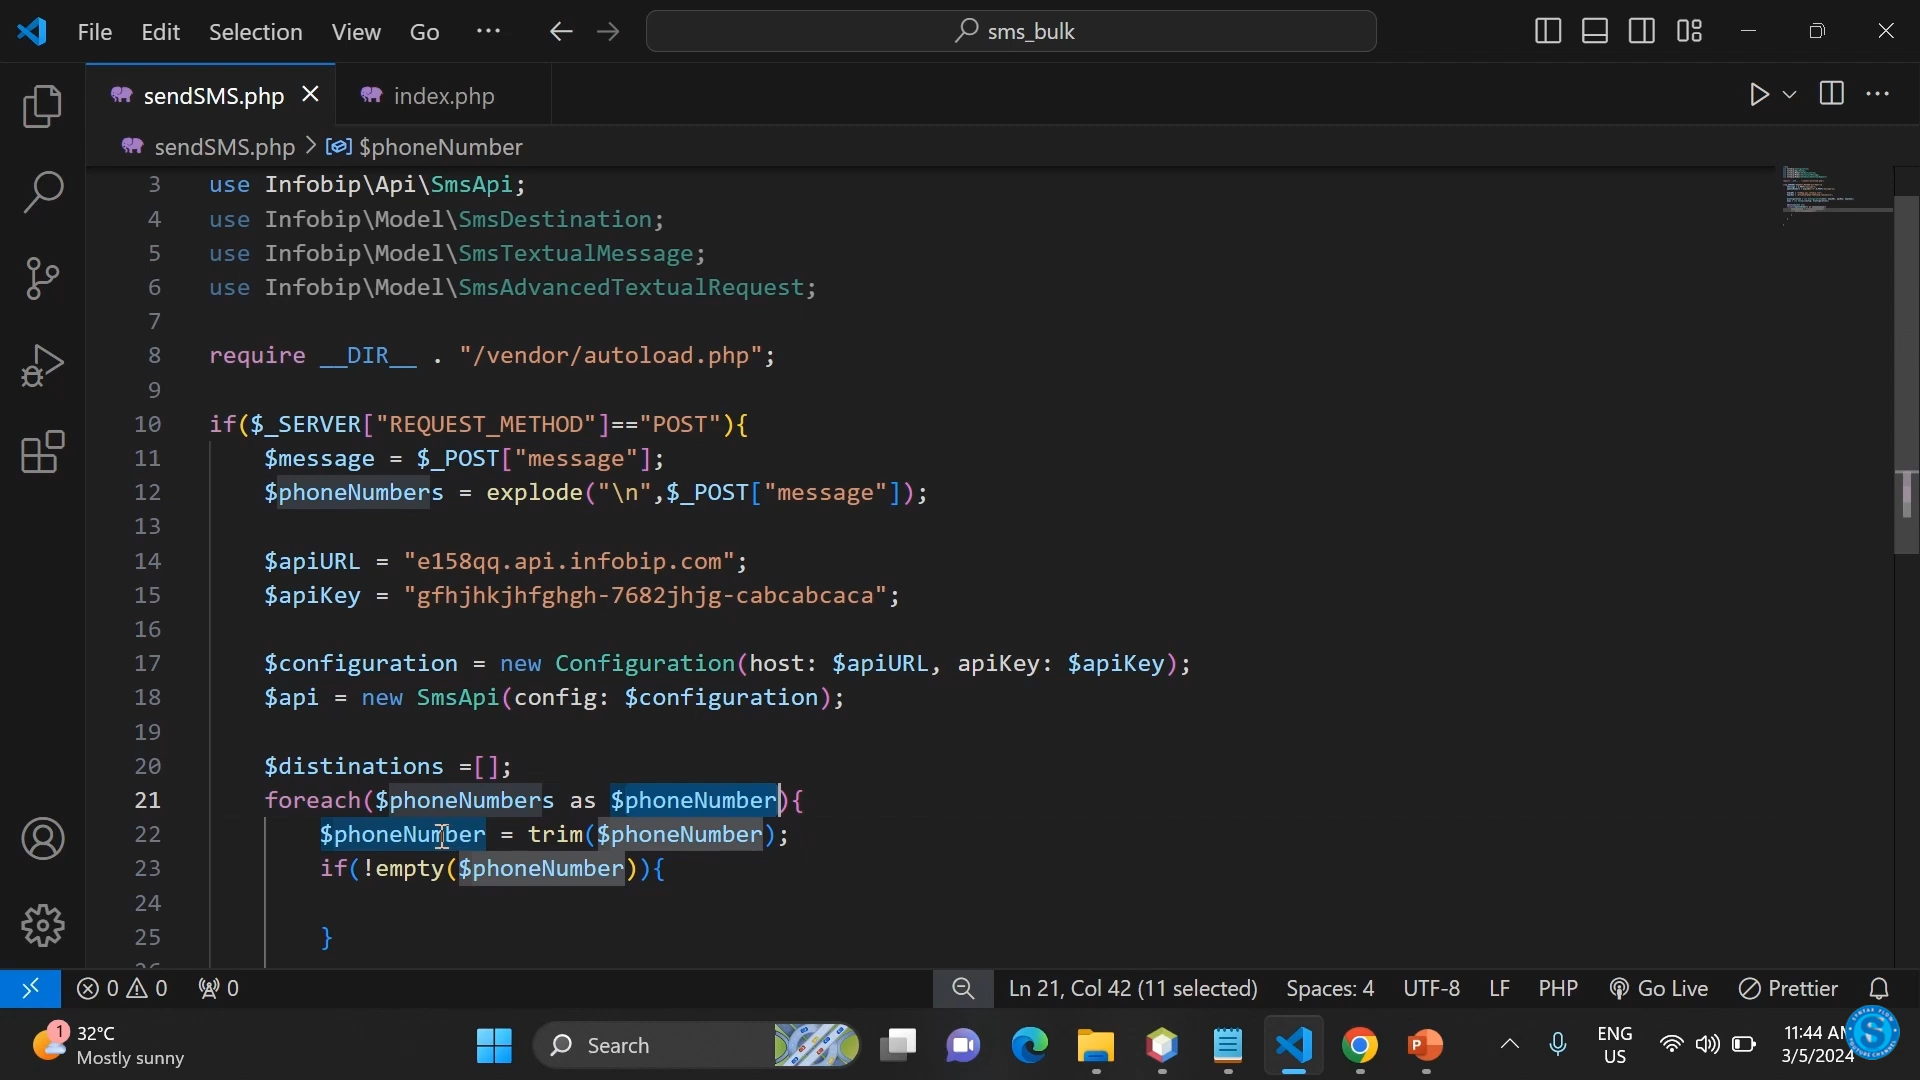 File Edit Selection View Go ... sms_bulk
sendSMS.php index.php
sendSMS.php > $phoneNumber
3 use Infobip\Api\SmsApi;
4 use Infobip\Model\SmsDestination;
5 use Infobip\Model\SmsTextualMessage;
6 use Infobip\Model\SmsAdvancedTextualRequest;
7
8 require __DIR__ . "/vendor/autoload.php";
9
10 if($_SERVER["REQUEST_METHOD"]=="POST"){
11 $message = $_POST["message"];
12 $phoneNumbers = explode("\n",$_POST["message"]);
13
14 $apiURL = "e158qq.api.infobip.com";
15 $apiKey = "gfhjhkjhfghgh-7682jhjg-cabcabcaca";
16
17 $configuration = new Configuration(host: $apiURL, apiKey: $apiKey);
18 $api = new SmsApi(config: $configuration);
19
20 $distinations =[];
21 foreach($phoneNumbers as $phoneNumber){
22 $phoneNumber = trim($phoneNumber);
23 if(!empty($phoneNumber)){
24
25 }
0 0 0 Ln 21, Col 42 (11 selected) Spaces: 4 UTF-8 LF PHP Go Live Prettier
1 32°C
Mostly sunny
Search
ENG
US
11:44 AM
3/5/2024